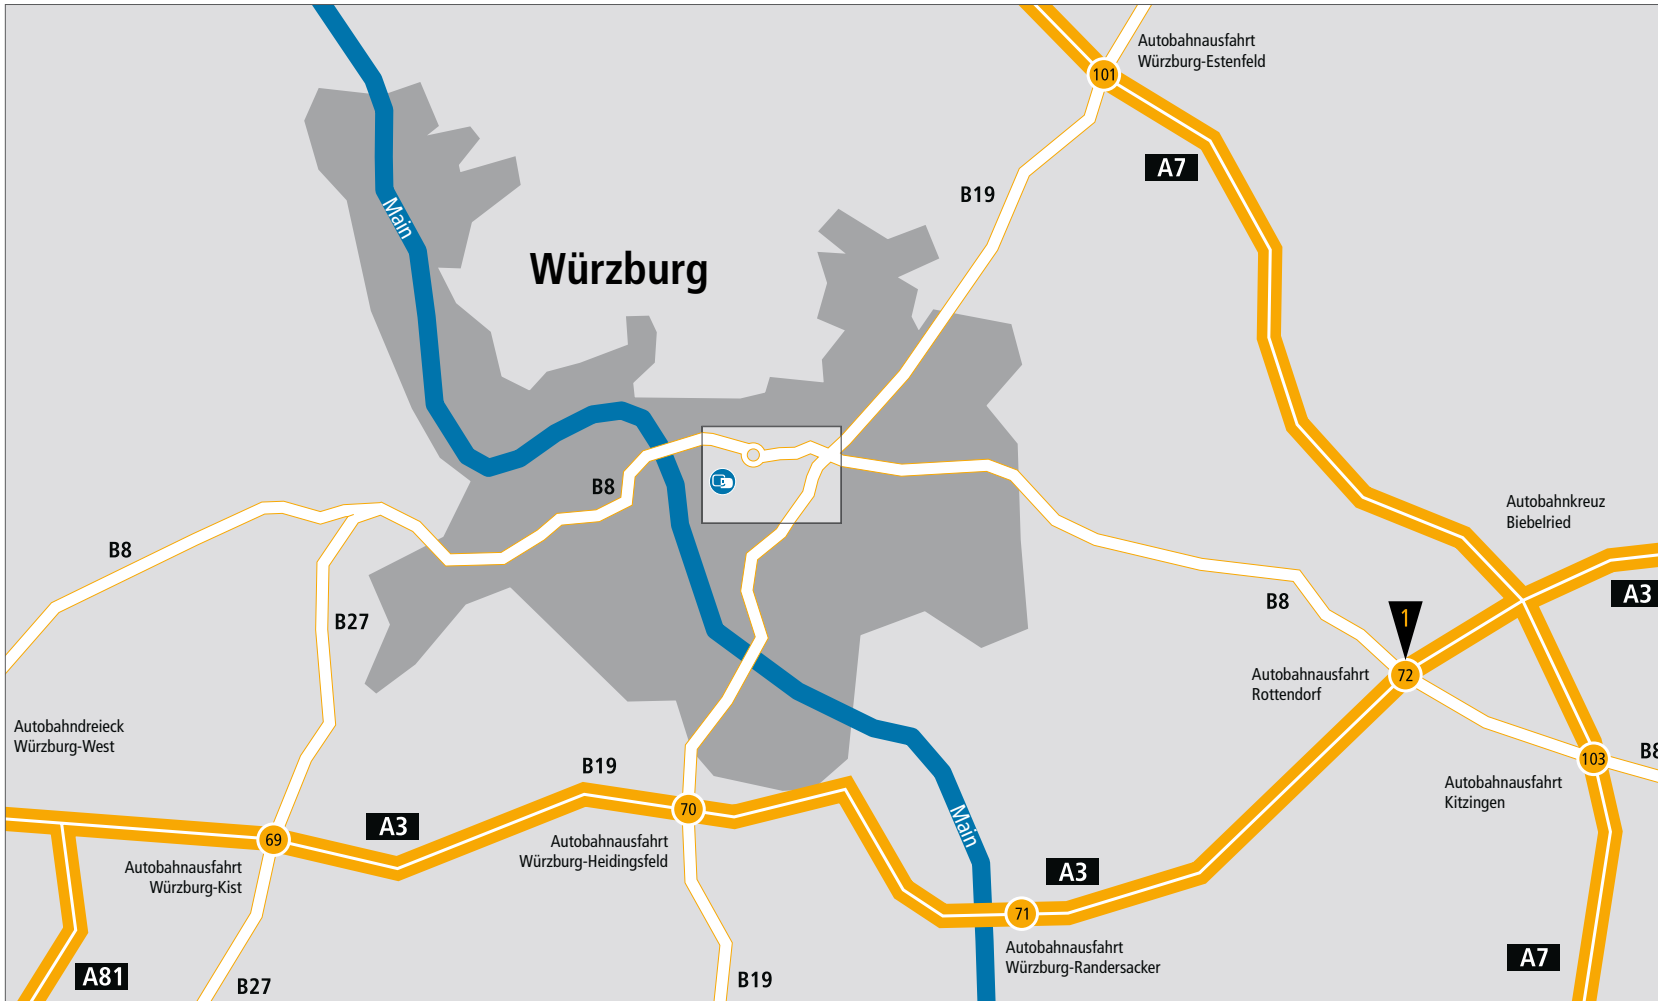 Autobahnausfahrt
Würzburg-Estenfeld
101
A7
B19
Main
Würzburg
B8
Autobahnkreuz
Biebelried
B8
A3
B8
1
B27
Autobahnausfahrt
Rottendorf
72
Autobahndreieck
Würzburg-West
B19
103
B8
Autobahnausfahrt
Kitzingen
70
A3
69
Main
Autobahnausfahrt
Würzburg-Heidingsfeld
Autobahnausfahrt
Würzburg-Kist
A3
71
Autobahnausfahrt
Würzburg-Randersacker
A7
A81
B27
B19